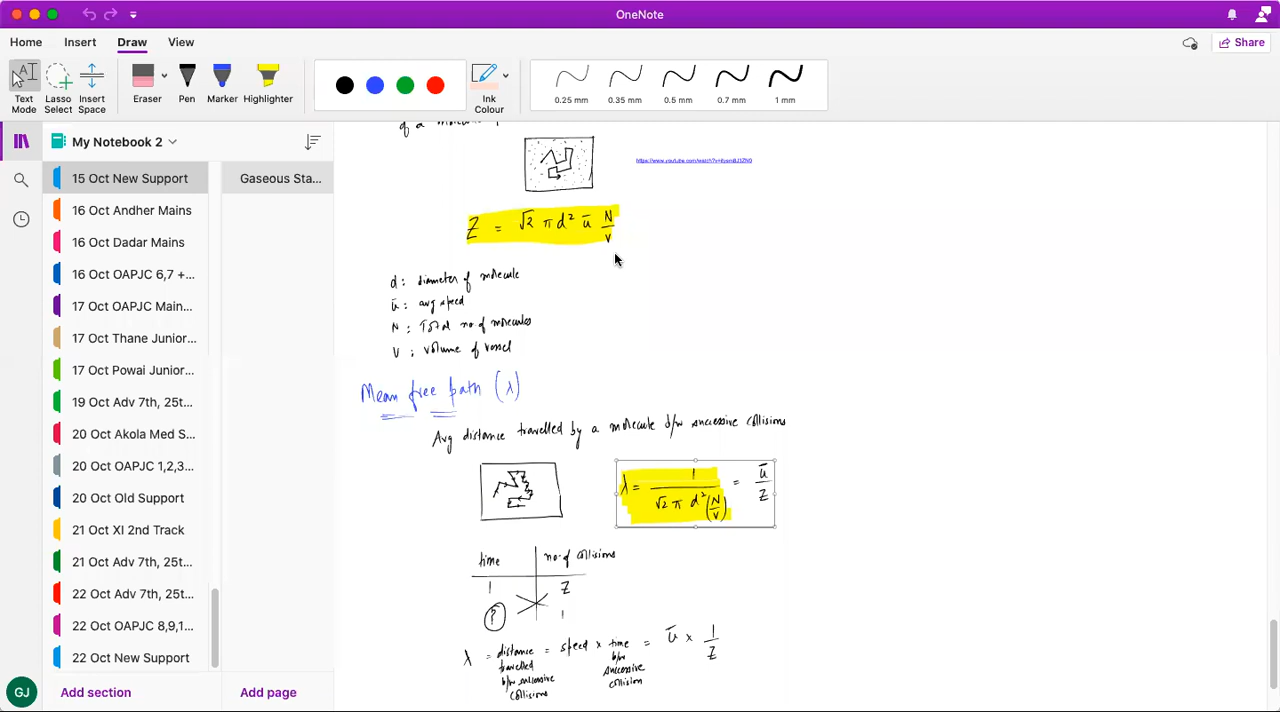 OneNote
Home Insert Draw View
Share
Text Mode
Lasso Select
Insert Space
Eraser
Pen
Marker
Highlighter
Ink Colour
0.25 mm
0.35 mm
0.5 mm
0.7 mm
1 mm
My Notebook 2
15 Oct New Support
16 Oct Andher Mains
16 Oct Dadar Mains
16 Oct OAPJC 6,7 +...
17 Oct OAPJC Main...
17 Oct Thane Junior...
17 Oct Powai Junior...
19 Oct Adv 7th, 25t...
20 Oct Akola Med S...
20 Oct OAPJC 1,2,3...
20 Oct Old Support
21 Oct XI 2nd Track
21 Oct Adv 7th, 25t...
22 Oct Adv 7th, 25t...
22 Oct OAPJC 8,9,1...
22 Oct New Support
GJ
Add section
Gaseous Sta...
Add page
of a molecule
Z = √2 π d² ū N/V
d : diameter of molecule
ū : avg speed
N : Total no of molecules
V : volume of vessel
Mean free path (λ)
Avg distance travelled by a molecule b/w successive collisions
λ = 1/(√2 π d² (N/V)) = ū/Z
time no. of collisions
1 Z
? 1
λ = distance travelled b/w successive collisions = speed × time b/w successive collision = ū × 1/Z